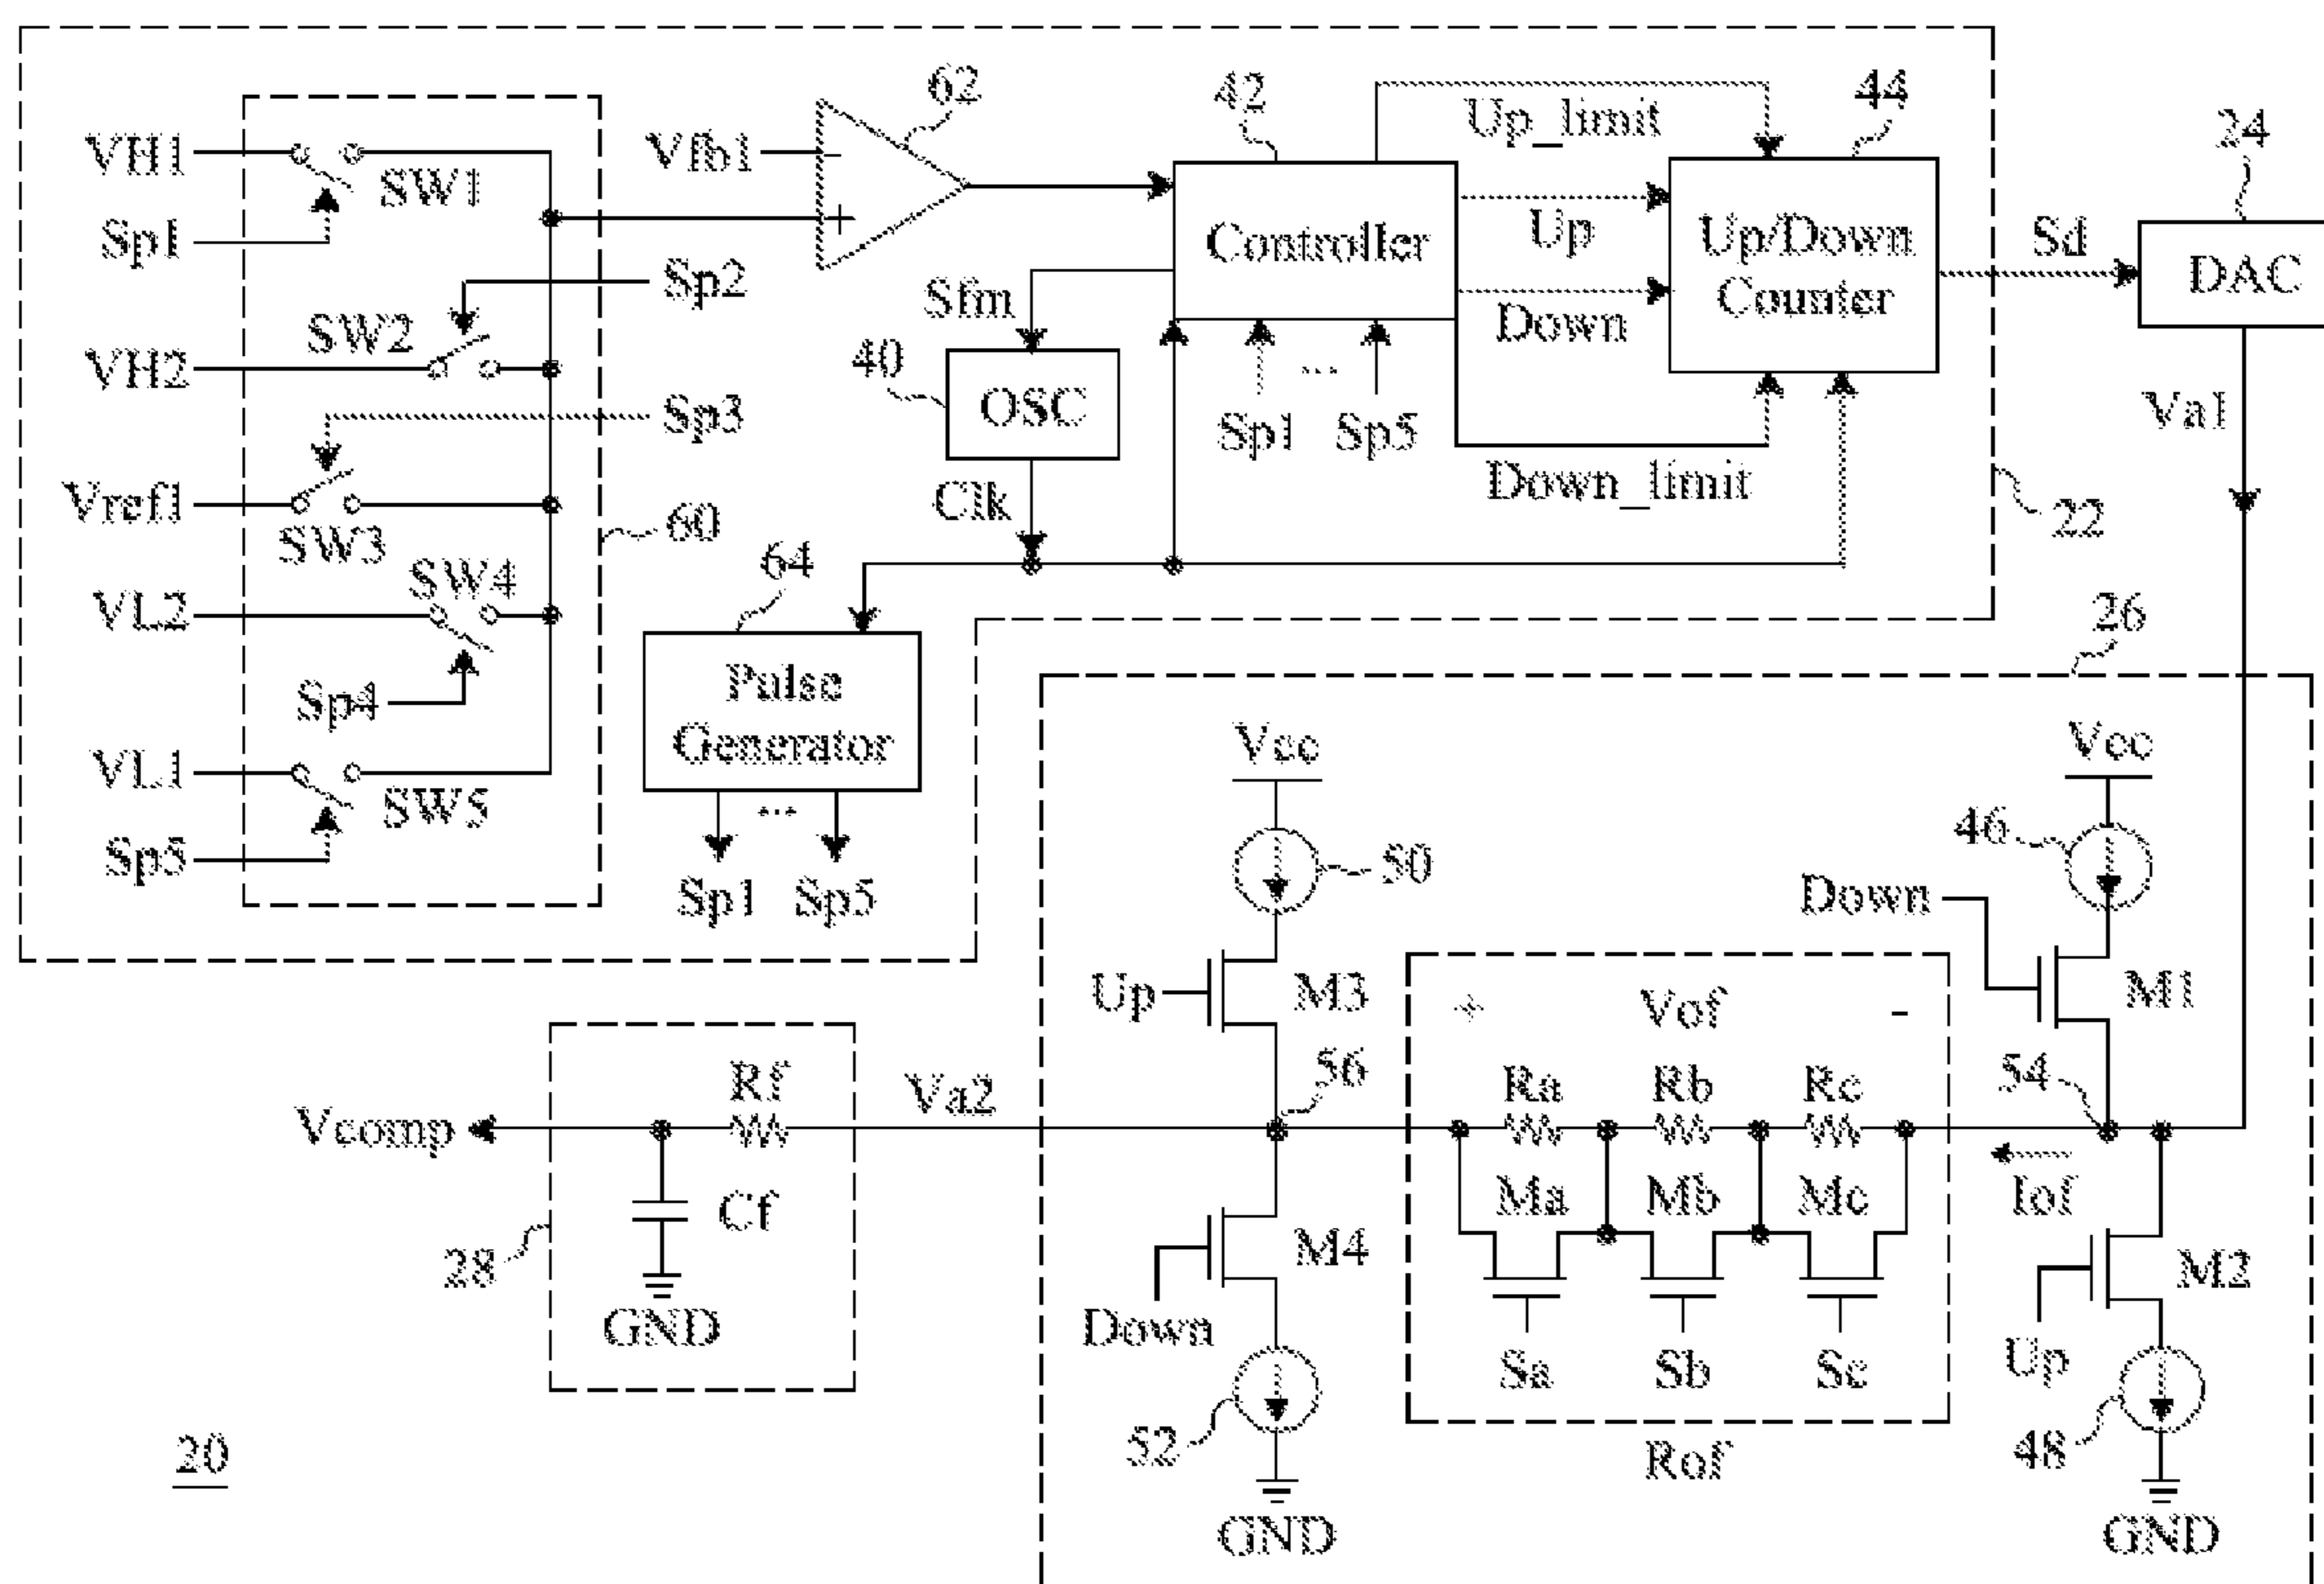 62
42
Up_limit
44
24
VH1
SW1
Vfb1
-
+
Controller
Up
Up/Down
Counter
Sd
DAC
Sp1
Sp2
Sfm
Down
SW2
VH2
40
OSC
Sp1
...
Sp5
Va1
Sp3
Vref1
SW3
60
Clk
Down_limit
22
SW4
VL2
64
26
Sp4
Pulse
Generator
VL1
SW5
Sp5
...
Sp1
Sp5
Vcc
Vcc
50
46
Down
Up
M3
+
Vof
-
M1
56
54
Rf
Va2
Ra
Rb
Rc
Vcomp
Iof
Cf
Ma
Mb
Mc
28
M4
M2
GND
Down
Sa
Sb
Sc
Up
52
48
Rof
20
GND
GND